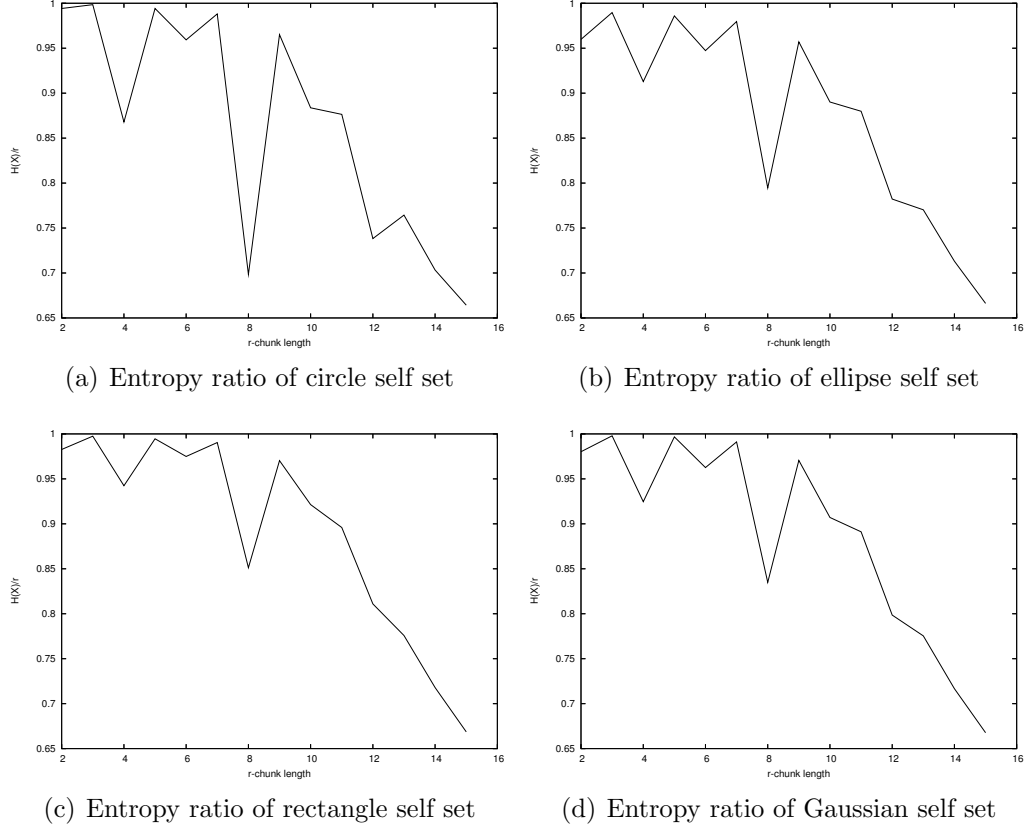 1
0.95
0.9
0.85
0.8
0.75
0.7
0.65
H(X)/r
2 4 6 8 10 12 14 16
r-chunk length
(a) Entropy ratio of circle self set
1
0.95
0.9
0.85
0.8
0.75
0.7
0.65
H(X)/r
2 4 6 8 10 12 14 16
r-chunk length
(b) Entropy ratio of ellipse self set
1
0.95
0.9
0.85
0.8
0.75
0.7
0.65
H(X)/r
2 4 6 8 10 12 14 16
r-chunk length
(c) Entropy ratio of rectangle self set
1
0.95
0.9
0.85
0.8
0.75
0.7
0.65
H(X)/r
2 4 6 8 10 12 14 16
r-chunk length
(d) Entropy ratio of Gaussian self set